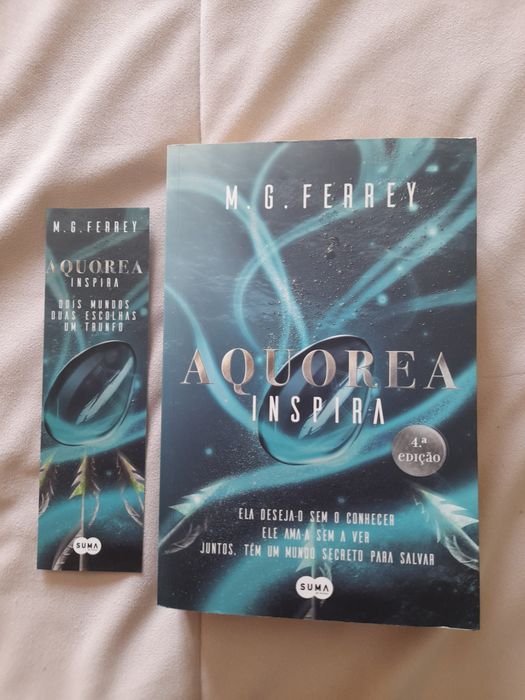 M. G. FERREY
AQUOREA
INSPIRA
DOIS MUNDOS
DUAS ESCOLHAS
UM TRUNFO
SUMA
M. G. FERREY
AQUOREA
INSPIRA
4.ª
EDIÇÃO
ELA DESEJA-O SEM O CONHECER
ELE AMA-A SEM A VER
JUNTOS, TÊM UM MUNDO SECRETO PARA SALVAR
SUMA